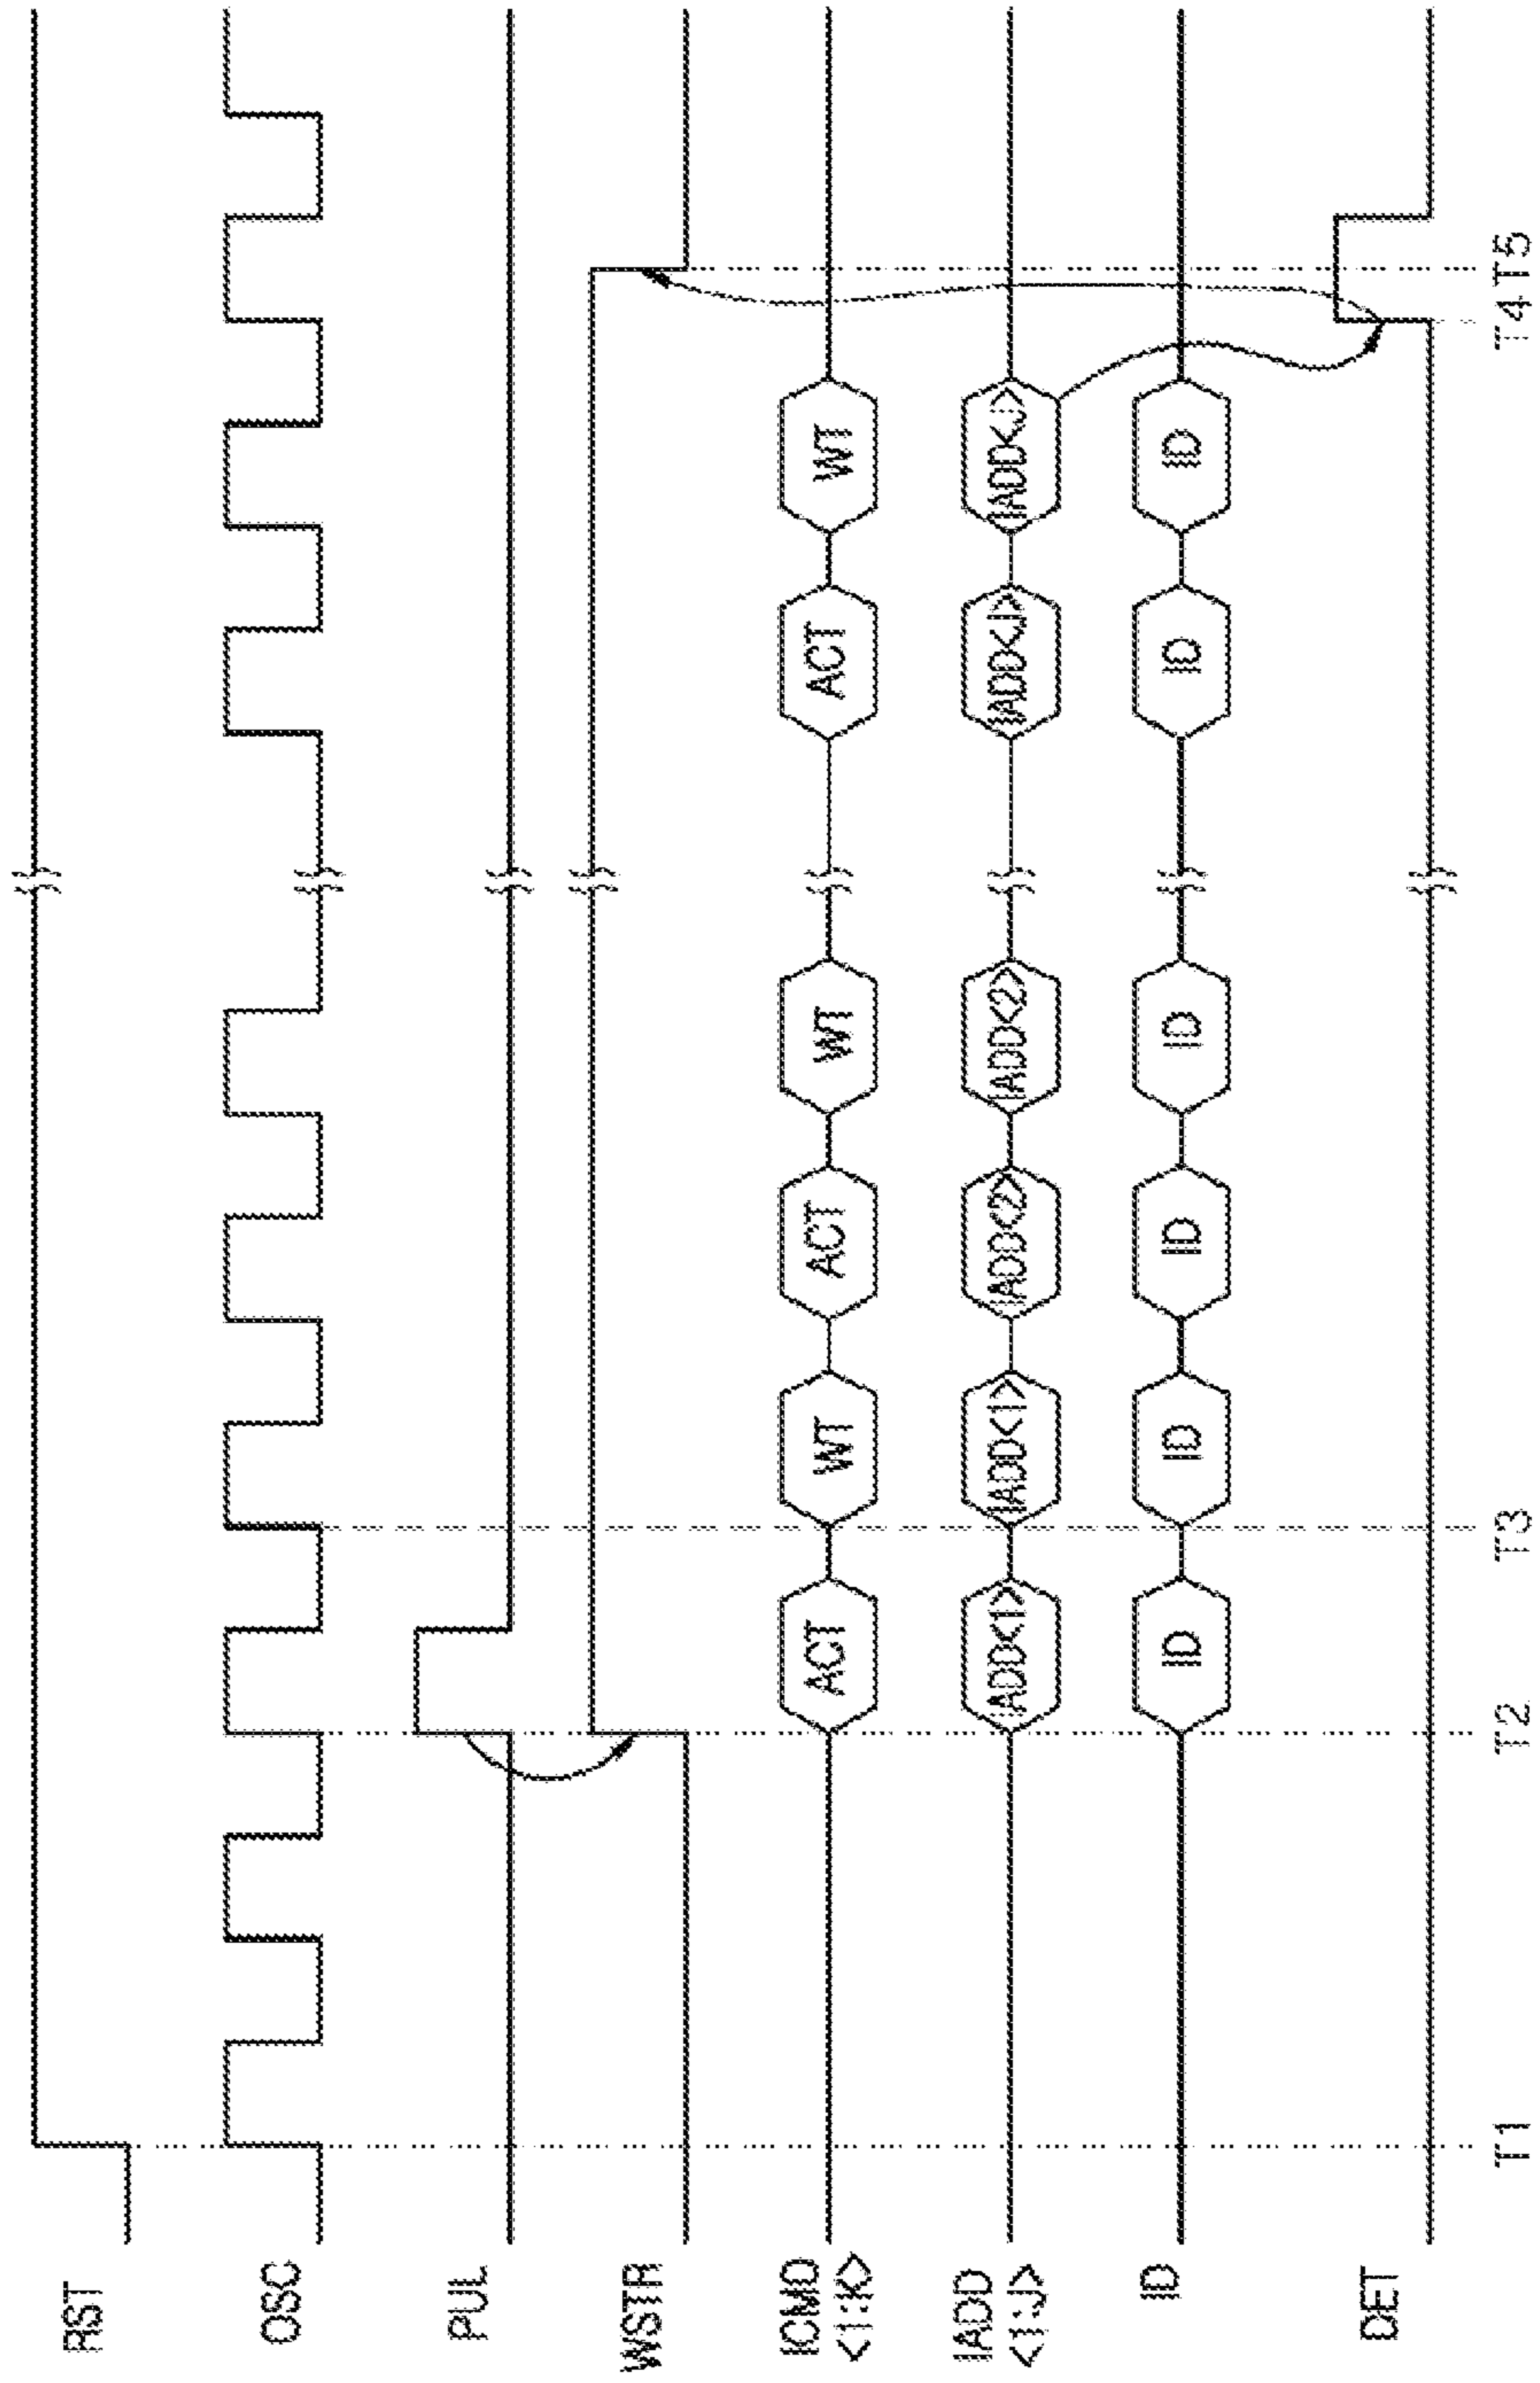 RST
OSC
PUL
WSTR
ICMD
<1:K>
ACT WT ACT WT ACT WT
IADD
<1:J>
IADD<1> IADD<1> IADD<2> IADD<2> IADD<J> IADD<J>
ID
ID ID ID ID ID ID
DET
T1 T2 T3 T4 T5